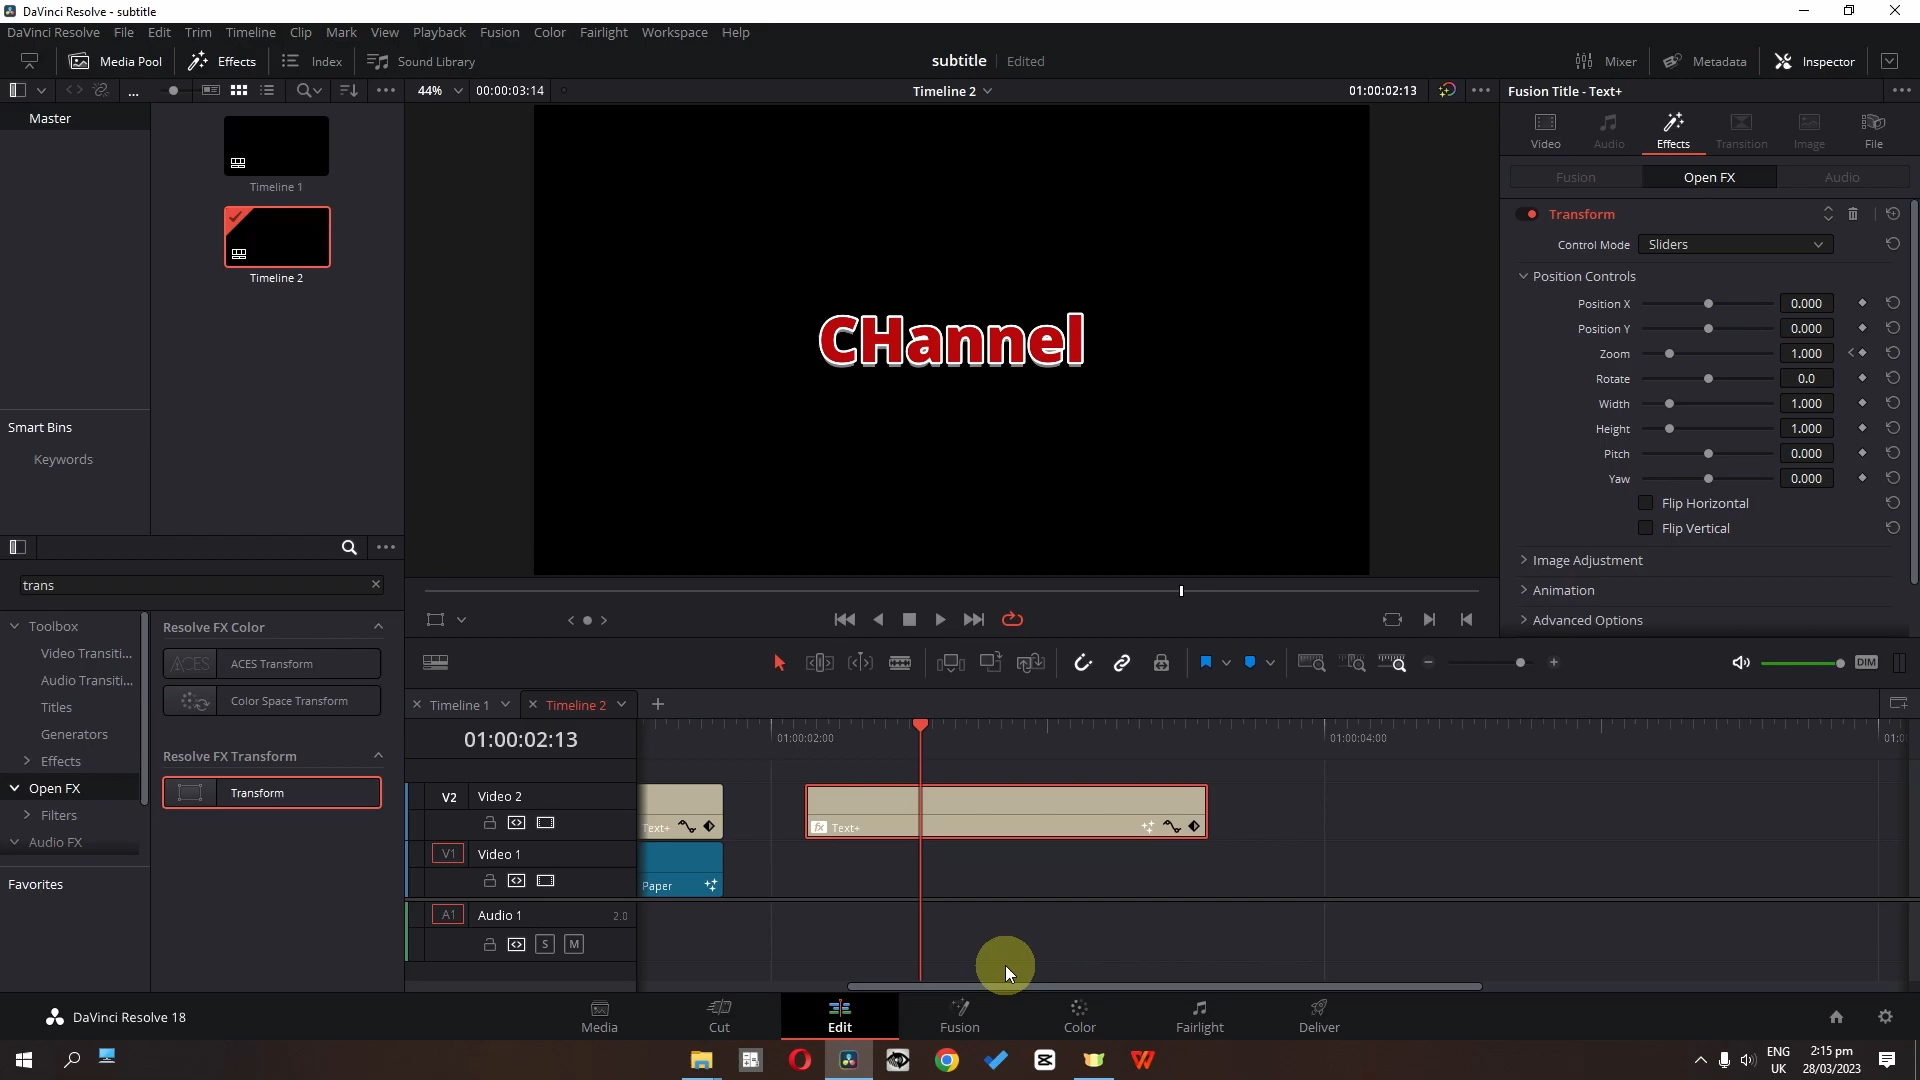 DaVinci Resolve - subtitle
DaVinci Resolve File Edit Trim Timeline Clip Mark View Playback Fusion Color Fairlight Workspace Help
Media Pool Effects Index Sound Library subtitle Edited Mixer Metadata Inspector
... 44% 00:00:03:14 Timeline 2 01:00:02:13 Fusion Title - Text+
Master
Timeline 1
Timeline 2
Smart Bins
Keywords
CHannel
Video Audio Effects Transition Image File
Fusion Open FX Audio
Transform
Control Mode Sliders
Position Controls
Position X 0.000
Position Y 0.000
Zoom 1.000
Rotate 0.0
Width 1.000
Height 1.000
Pitch 0.000
Yaw 0.000
Flip Horizontal
Flip Vertical
Image Adjustment
Animation
Advanced Options
trans
Toolbox
Video Transiti...
Audio Transiti...
Titles
Generators
Effects
Open FX
Filters
Audio FX
Favorites
Resolve FX Color
ACES ACES Transform
Color Space Transform
Resolve FX Transform
Transform
DIM
Timeline 1 Timeline 2
01:00:02:13 01:00:02:00 01:00:04:00
V2 Video 2
Text+ fx Text+
V1 Video 1
Paper
A1 Audio 1 2.0
S M
DaVinci Resolve 18 Media Cut Edit Fusion Color Fairlight Deliver
ENG
UK
2:15 pm
28/03/2023